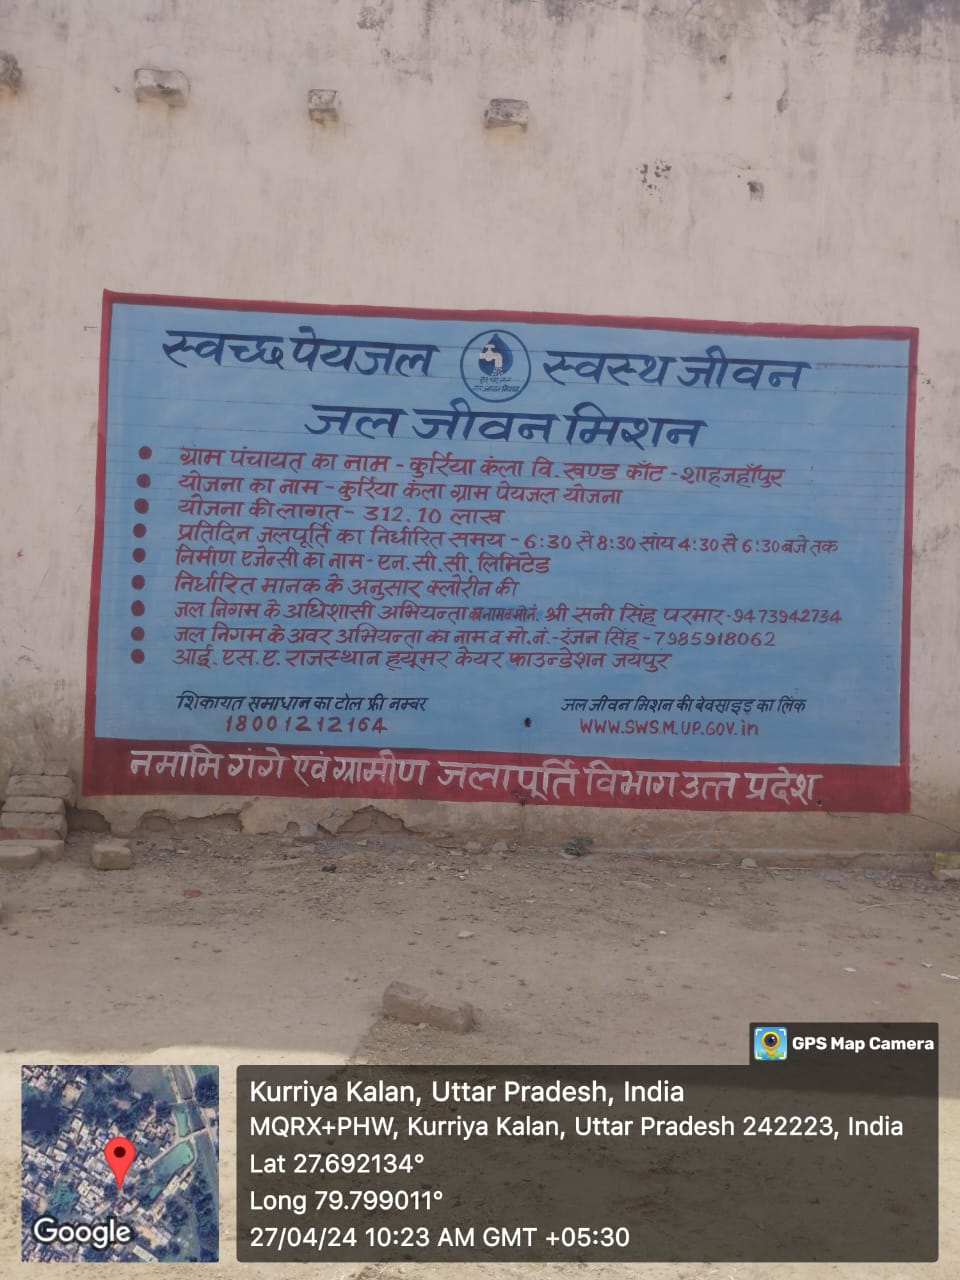 स्वच्छ पेयजल स्वस्थ जीवन
जल जीवन मिशन
ग्राम पंचायत का नाम - कुर्रिया कंला वि. खण्ड काँट - शाहजहाँपुर
योजना का नाम - कुर्रिया कंला ग्राम पेयजल योजना
योजना की लागत - 312.10 लाख
प्रतिदिन जलपूर्ति का निर्धारित समय - 6:30 से 8:30 सांय 4:30 से 6:30 बजे तक
निर्माण एजेन्सी का नाम - एन. सी. सी. लिमिटेड
निर्धारित मानक के अनुसार क्लोरीन की
जल निगम के अधिशासी अभियन्ता का नाम व मो.नं. श्री सनी सिंह परमार - 9473942734
जल निगम के अवर अभियन्ता का नाम व मो. नं. - रंजन सिंह - 7985918062
आई. एस. ए. राजस्थान ह्यूमर केयर फाउन्डेशन जयपुर
शिकायत समाधान का टोल फ्री नम्बर
18001212164
जल जीवन मिशन की बेवसाइड का लिंक
WWW.SWSM.UP.GOV.in
नमामि गंगे एवं ग्रामीण जलापूर्ति विभाग उत्त प्रदेश
GPS Map Camera
Kurriya Kalan, Uttar Pradesh, India
MQRX+PHW, Kurriya Kalan, Uttar Pradesh 242223, India
Lat 27.692134°
Long 79.799011°
27/04/24 10:23 AM GMT +05:30
Google